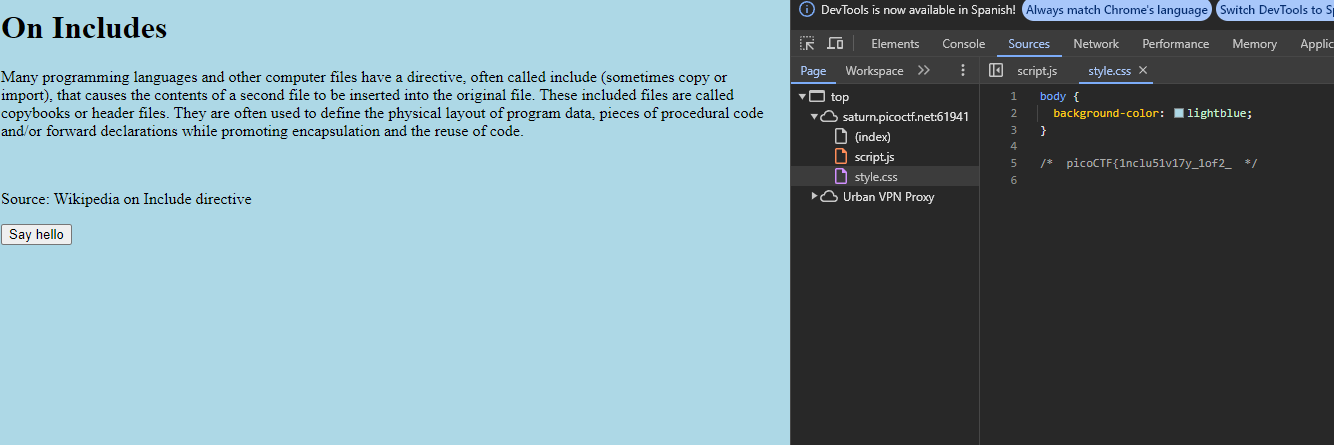 On Includes
Many programming languages and other computer files have a directive, often called include (sometimes copy or
import), that causes the contents of a second file to be inserted into the original file. These included files are called
copybooks or header files. They are often used to define the physical layout of program data, pieces of procedural code
and/or forward declarations while promoting encapsulation and the reuse of code.
Source: Wikipedia on Include directive
Say hello
DevTools is now available in Spanish! Always match Chrome's language Switch DevTools to Sp
Elements Console Sources Network Performance Memory Applic
Page Workspace
script.js style.css
top
saturn.picoctf.net:61941
(index)
script.js
style.css
Urban VPN Proxy
1 body {
2 background-color: lightblue;
3 }
4
5 /* picoCTF{1nclu51v17y_1of2_ */
6